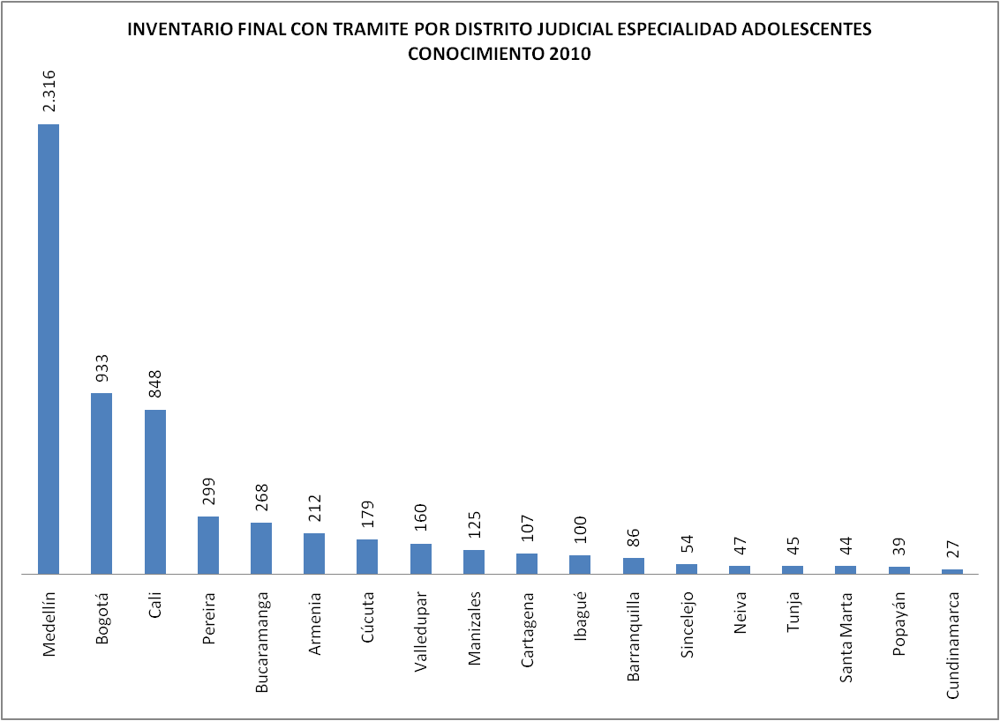 INVENTARIO FINAL CON TRAMITE POR DISTRITO JUDICIAL ESPECIALIDAD ADOLESCENTES
CONOCIMIENTO 2010
2.316
933
848
299
268
212
179
160
125
107
100
86
54
47
45
44
39
27
Medellín
Bogotá
Cali
Pereira
Bucaramanga
Armenia
Cúcuta
Valledupar
Manizales
Cartagena
Ibagué
Barranquilla
Sincelejo
Neiva
Tunja
Santa Marta
Popayán
Cundinamarca